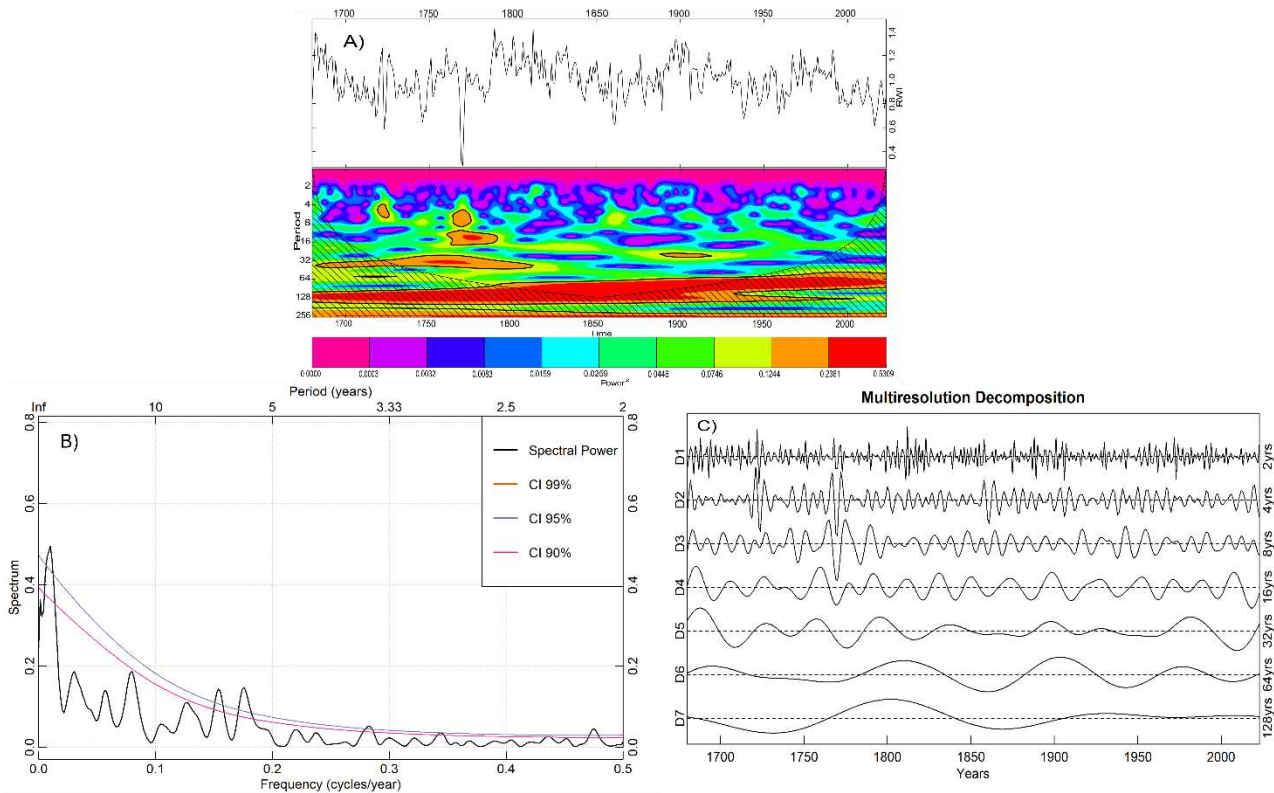 1700 1750 1800 1850 1900 1950 2000
A)
1.4
1.2
1.0
0.8
0.6
0.4
RWI
2
4
8
16
32
64
128
256
Period
1700 1750 1800 1850 1900 1950 2000
Time
0.0000 0.0003 0.0032 0.0083 0.0159 0.0269 0.0446 0.0746 0.1244 0.2361 0.5309
Power²
Period (years)
Inf 10 5 3.33 2.5 2
B)
0.8
0.6
0.4
0.2
0.0
Spectrum
Spectral Power
CI 99%
CI 95%
CI 90%
0.8
0.6
0.4
0.2
0.0
0.0 0.1 0.2 0.3 0.4 0.5
Frequency (cycles/year)
Multiresolution Decomposition
C)
D1 2yrs
D2 4yrs
D3 8yrs
D4 16yrs
D5 32yrs
D6 64yrs
D7 128yrs
1700 1750 1800 1850 1900 1950 2000
Years